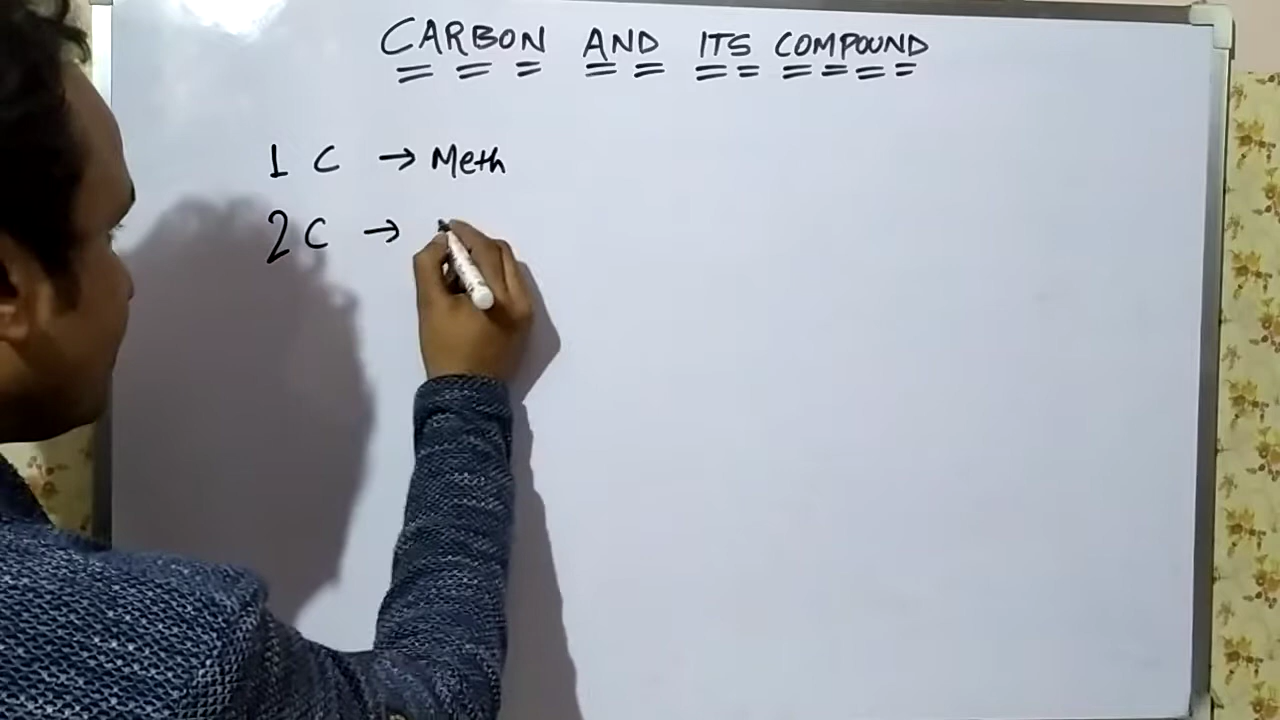 CARBON AND ITS COMPOUND
1 C → Meth
2 C →